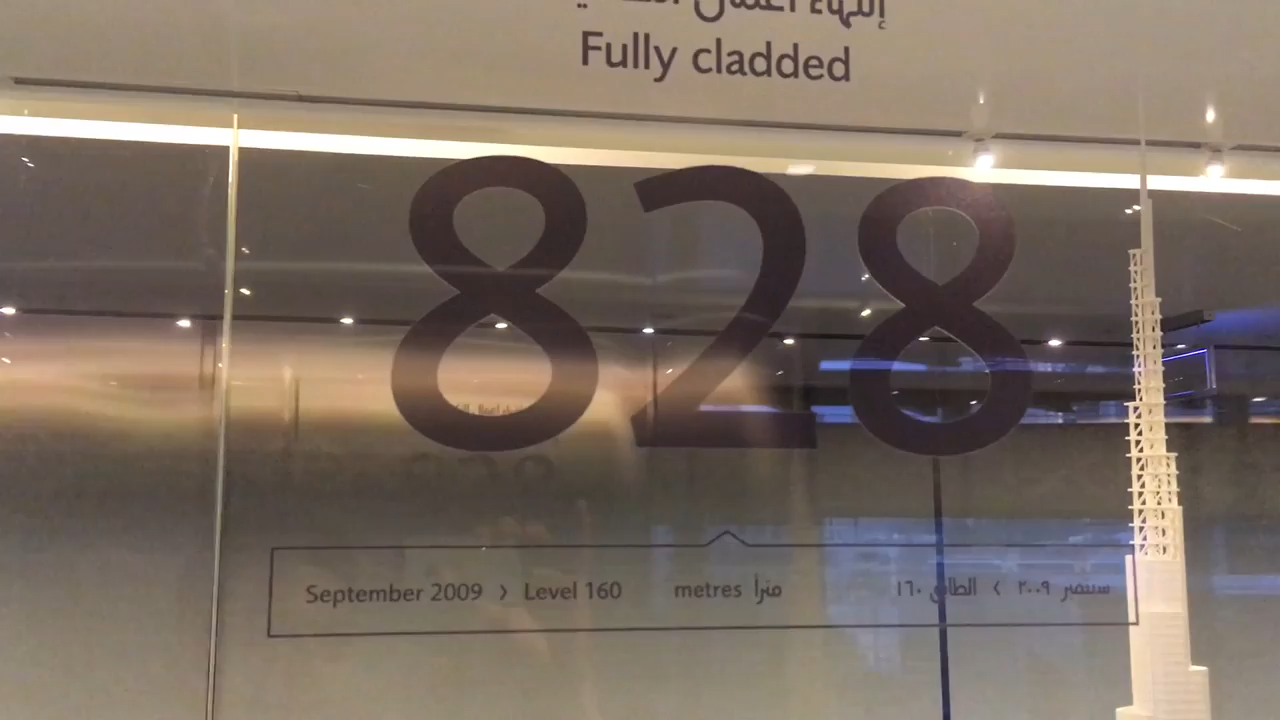 Fully cladded
828
September 2009 › Level 160 metres مترا الطابق ١٦٠ › سبتمبر ٢٠٠٩